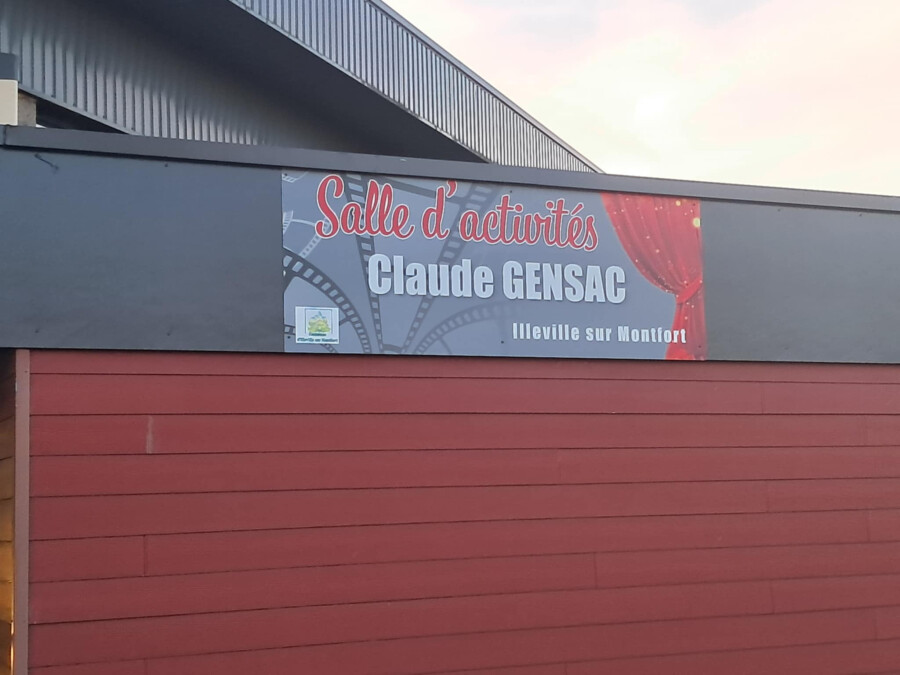 Salle d'activités
Claude GENSAC
Illeville sur Montfort